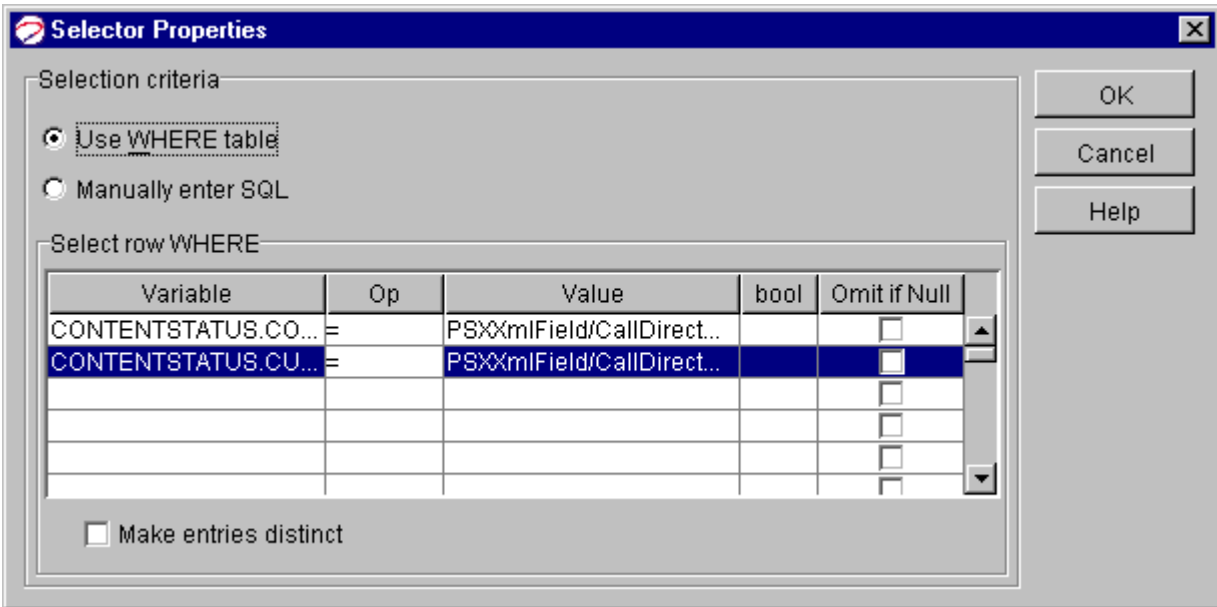 Selector Properties
Selection criteria
OK
Use WHERE table
Cancel
Manually enter SQL
Help
Select row WHERE
Variable Op Value bool Omit if Null
CONTENTSTATUS.CO... = PSXXmlField/CallDirect...
CONTENTSTATUS.CU... = PSXXmlField/CallDirect...
Make entries distinct